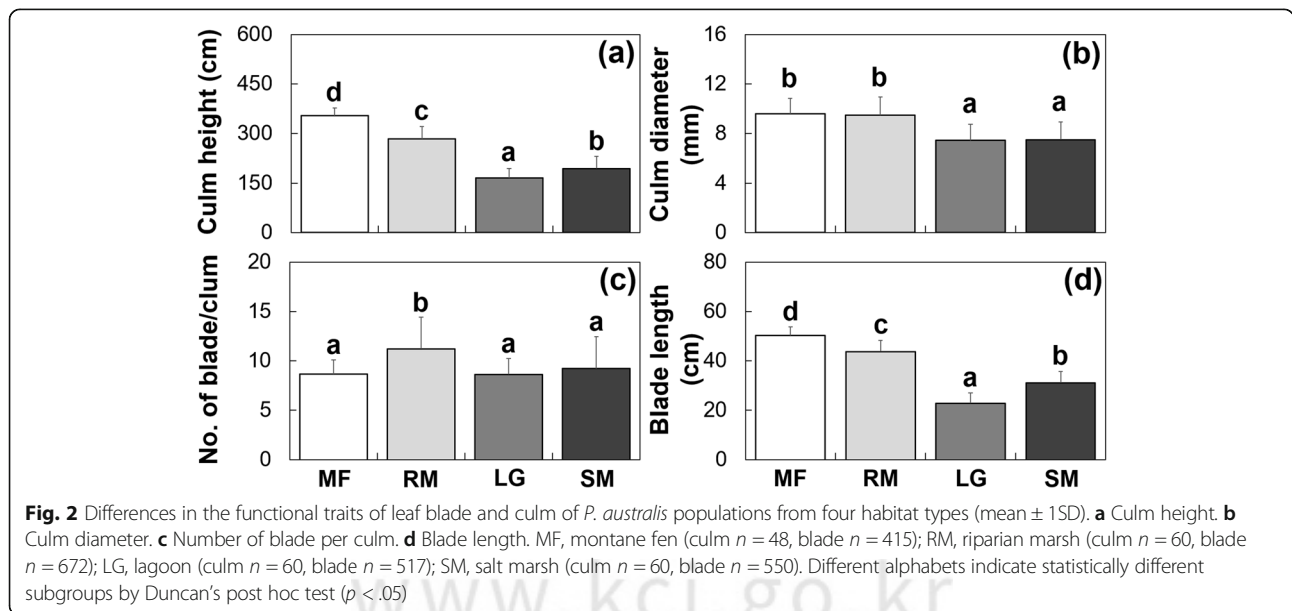 600
450
300
150
0
Culm height (cm)
(a)
d
c
a
b
16
12
8
4
0
Culm diameter
(mm)
(b)
b
b
a
a
20
15
10
5
0
No. of blade/clum
(c)
a
b
a
a
MF RM LG SM
80
60
40
20
0
Blade length
(cm)
(d)
d
c
a
b
MF RM LG SM
Fig. 2 Differences in the functional traits of leaf blade and culm of P. australis populations from four habitat types (mean ± 1SD). a Culm height. b
Culm diameter. c Number of blade per culm. d Blade length. MF, montane fen (culm n = 48, blade n = 415); RM, riparian marsh (culm n = 60, blade
n = 672); LG, lagoon (culm n = 60, blade n = 517); SM, salt marsh (culm n = 60, blade n = 550). Different alphabets indicate statistically different
subgroups by Duncan's post hoc test (p < .05)
www.kci.go.kr